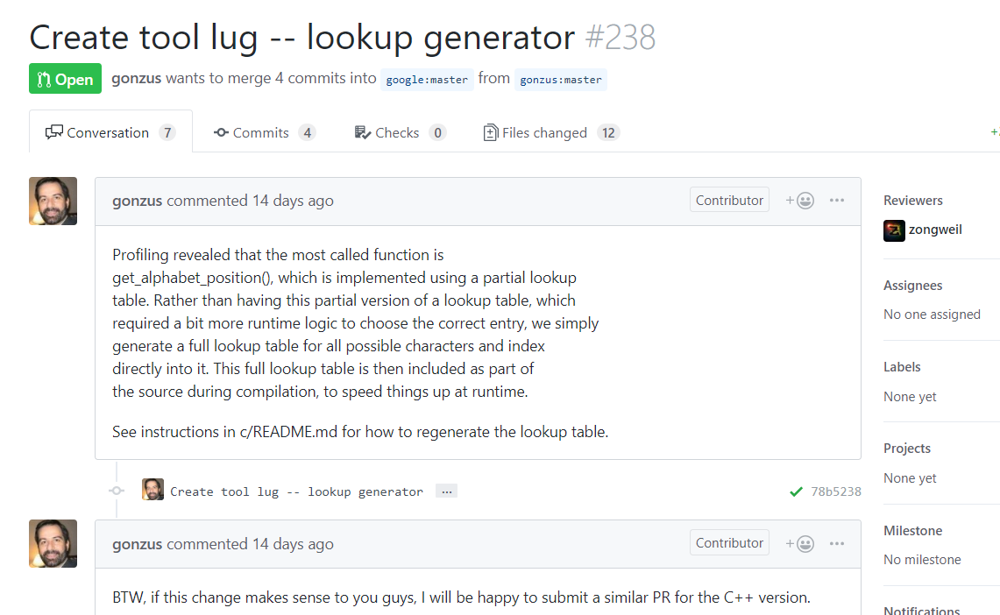 Create tool lug -- lookup generator #238
Open gonzus wants to merge 4 commits into google:master from gonzus:master
Conversation 7 Commits 4 Checks 0 Files changed 12
gonzus commented 14 days ago Contributor
Profiling revealed that the most called function is
get_alphabet_position(), which is implemented using a partial lookup
table. Rather than having this partial version of a lookup table, which
required a bit more runtime logic to choose the correct entry, we simply
generate a full lookup table for all possible characters and index
directly into it. This full lookup table is then included as part of
the source during compilation, to speed things up at runtime.
See instructions in c/README.md for how to regenerate the lookup table.
Create tool lug -- lookup generator ... 78b5238
gonzus commented 14 days ago Contributor
BTW, if this change makes sense to you guys, I will be happy to submit a similar PR for the C++ version.
Reviewers
zongweil
Assignees
No one assigned
Labels
None yet
Projects
None yet
Milestone
No milestone
Notifications